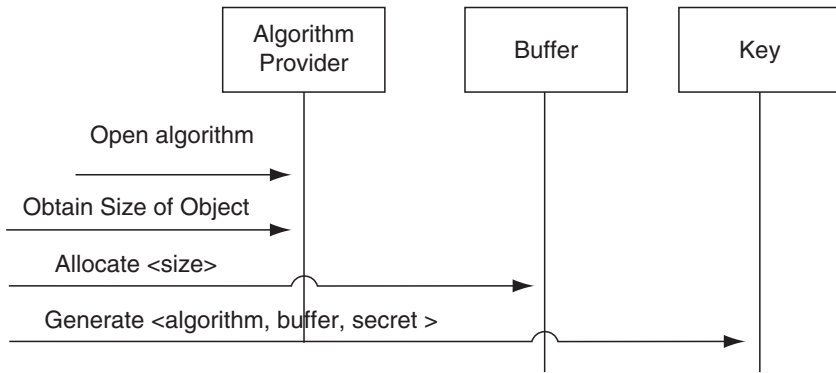 Algorithm
Provider
Buffer
Key
Open algorithm
Obtain Size of Object
Allocate <size>
Generate <algorithm, buffer, secret >